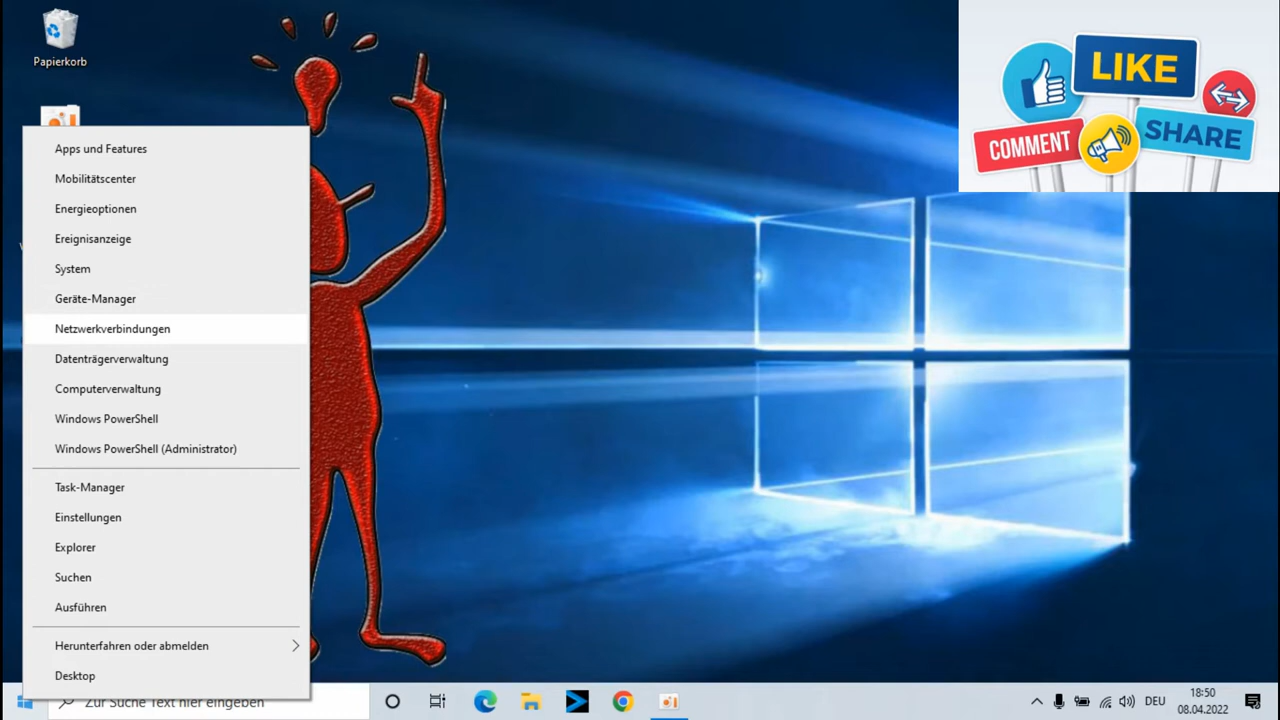 Papierkorb
LIKE
COMMENT
SHARE
Apps und Features
Mobilitätscenter
Energieoptionen
Ereignisanzeige
System
Geräte-Manager
Netzwerkverbindungen
Datenträgerverwaltung
Computerverwaltung
Windows PowerShell
Windows PowerShell (Administrator)
Task-Manager
Einstellungen
Explorer
Suchen
Ausführen
Herunterfahren oder abmelden
Desktop
Zur Suche Text hier eingeben
DEU
18:50
08.04.2022